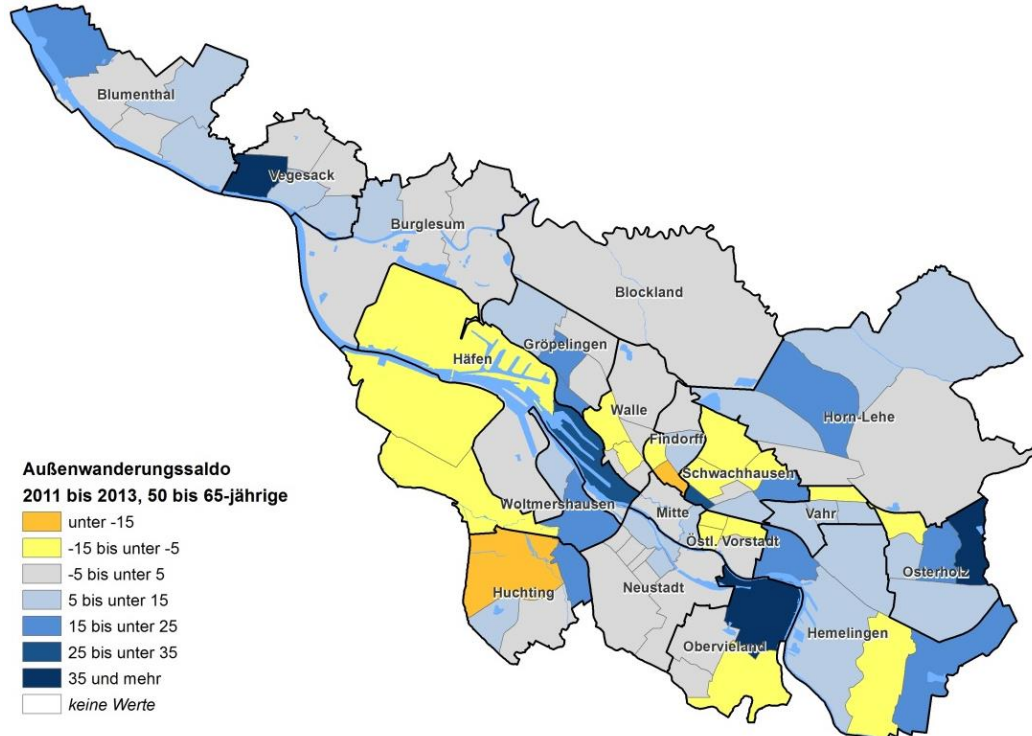 Blumenthal
Vegesack
Burglesum
Blockland
Gröpelingen
Häfen
Walle
Horn-Lehe
Findorff
Schwachhausen
Woltmershausen
Mitte
Vahr
Östl. Vorstadt
Osterholz
Huchting
Neustadt
Obervieland
Hemelingen
Außenwanderungssaldo
2011 bis 2013, 50 bis 65-jährige
unter -15
-15 bis unter -5
-5 bis unter 5
5 bis unter 15
15 bis unter 25
25 bis unter 35
35 und mehr
keine Werte